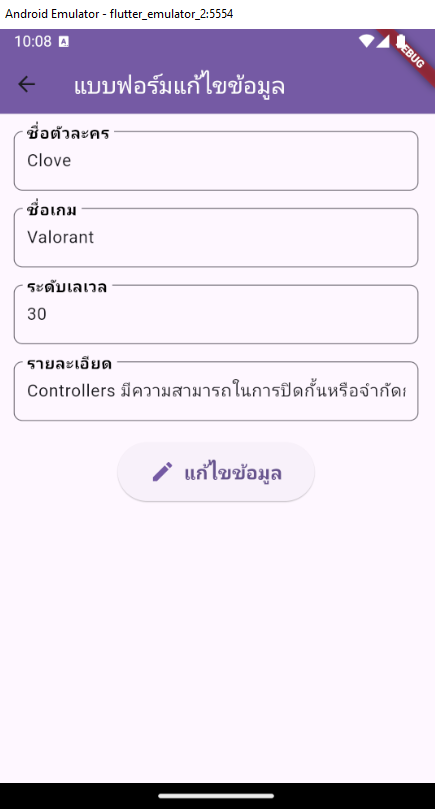 Android Emulator - flutter_emulator_2:5554
10:08 A
DEBUG
แบบฟอร์มแก้ไขข้อมูล
ชื่อตัวละคร
Clove
ชื่อเกม
Valorant
ระดับเลเวล
30
รายละเอียด
Controllers มีความสามารถในการปิดกั้นหรือจำกัด
แก้ไขข้อมูล